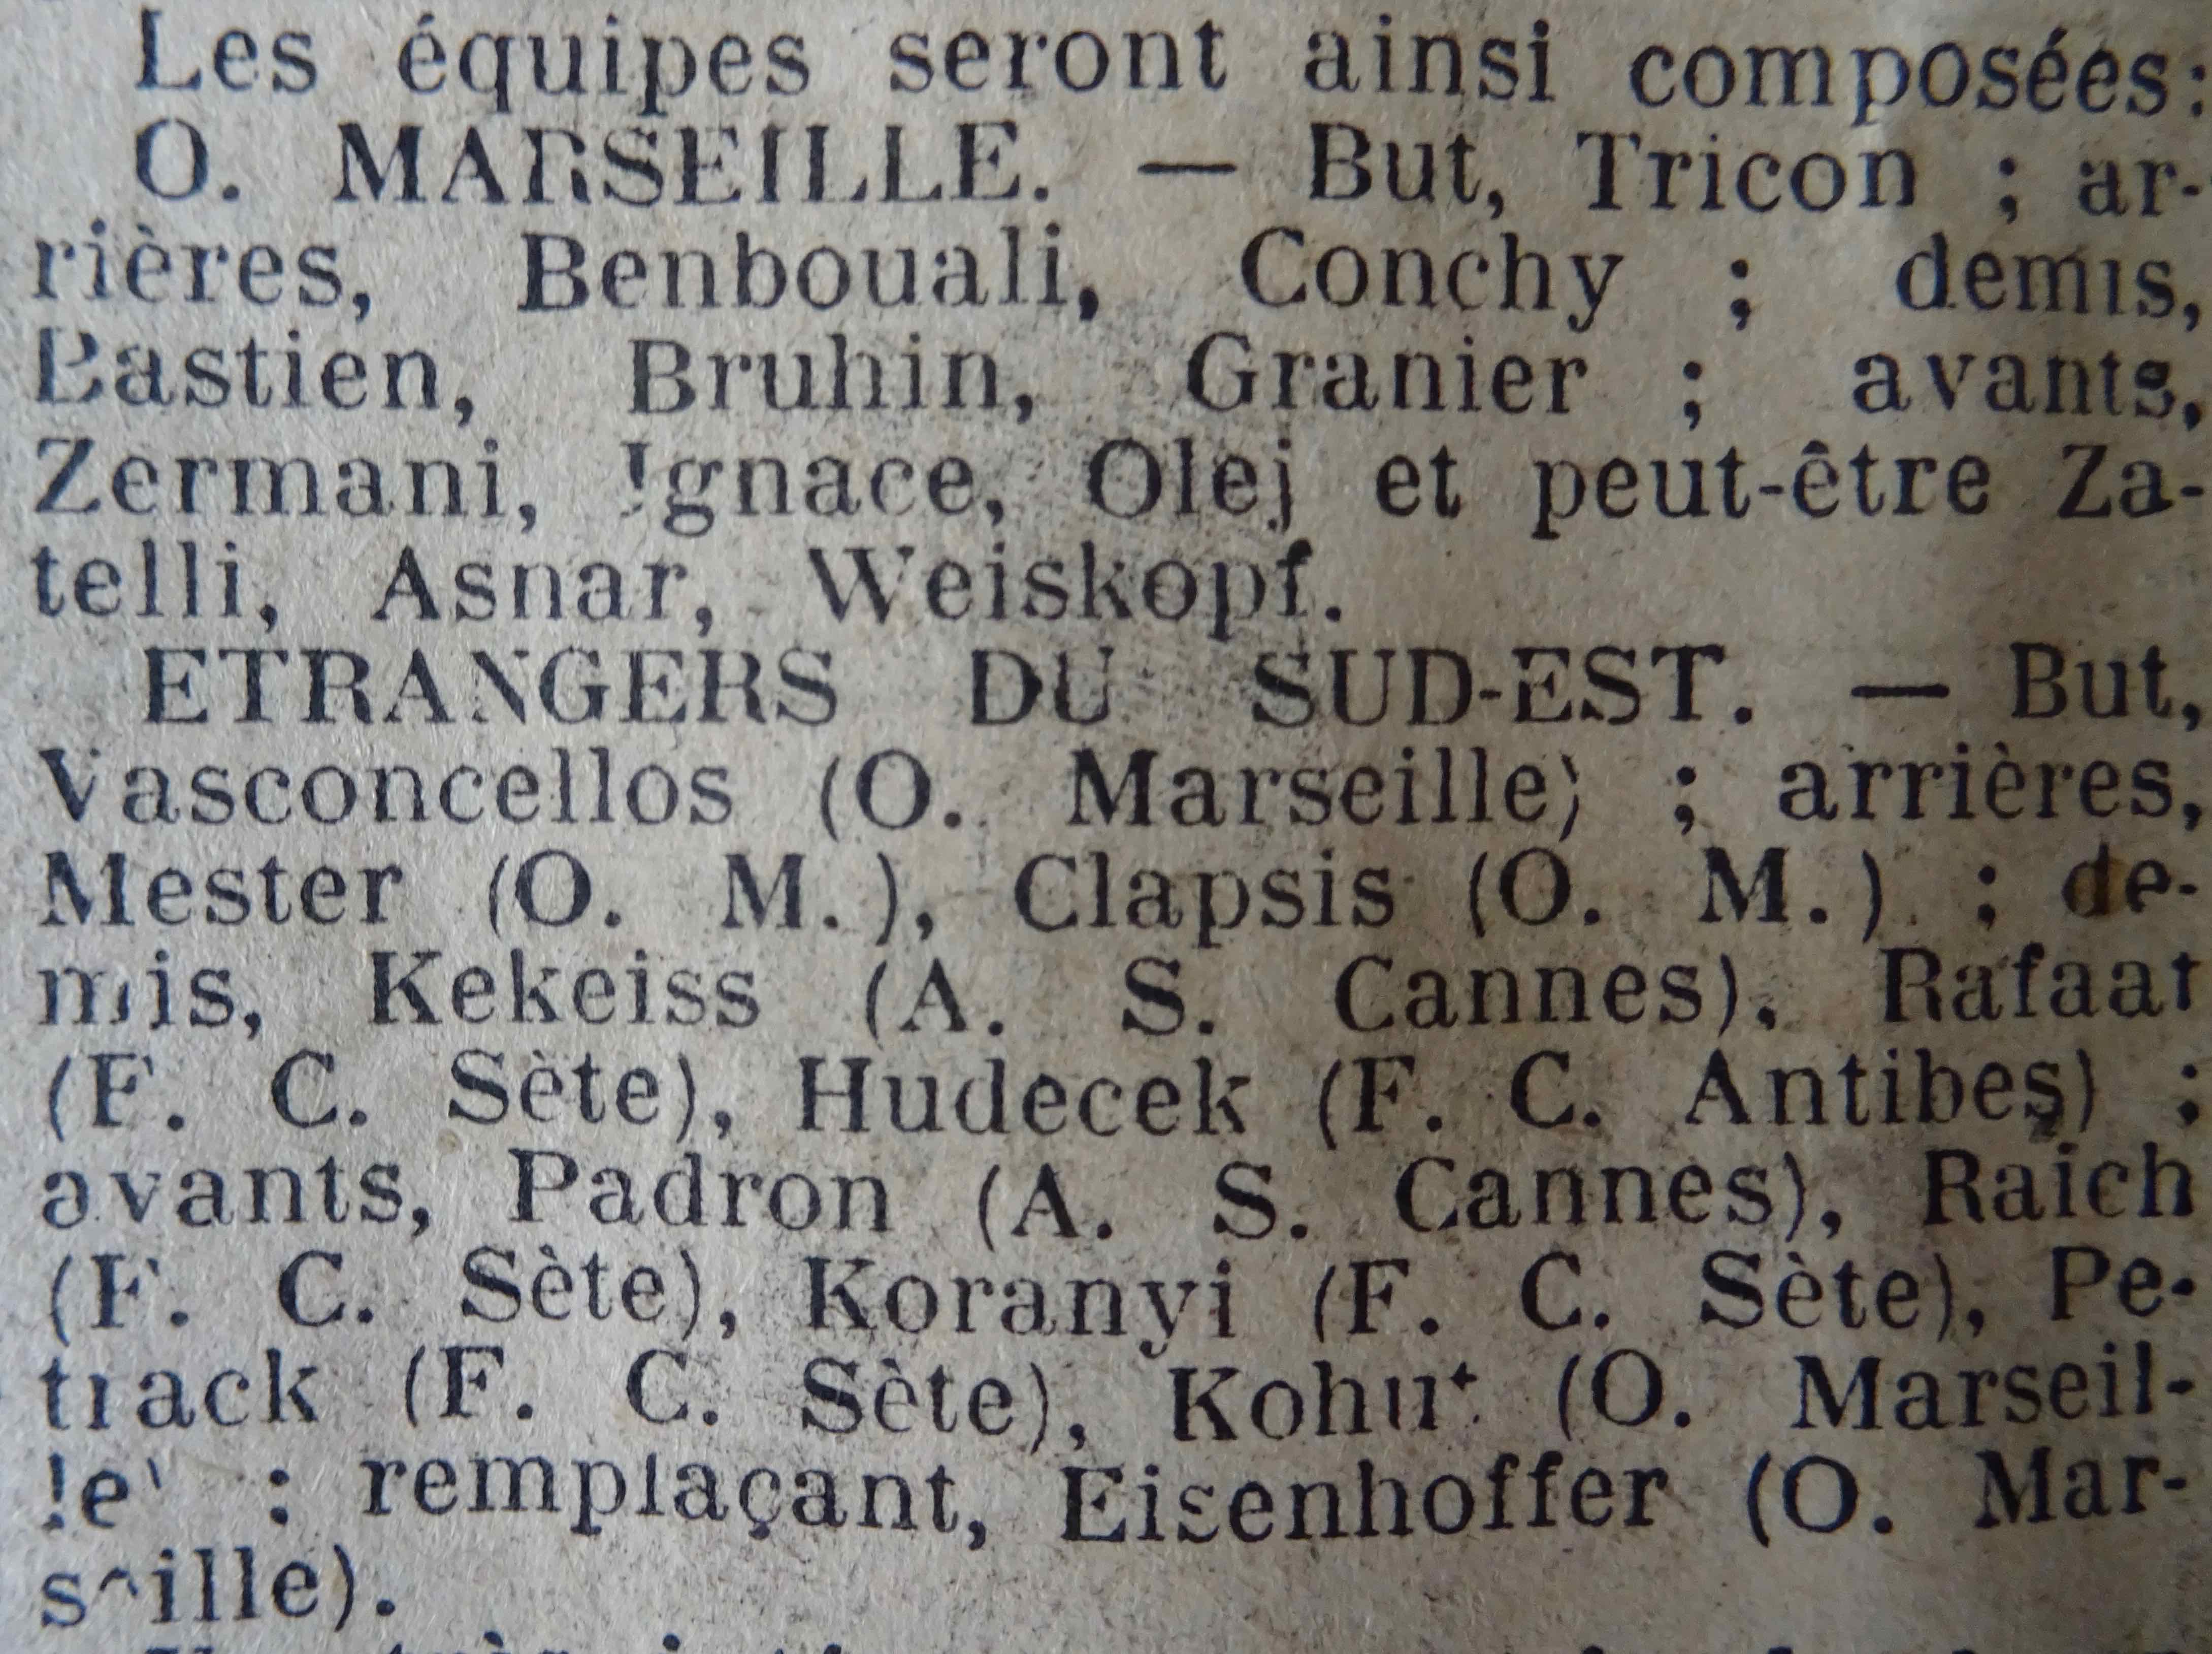 Les équipes seront ainsi composées:
O. MARSEILLE. — But, Tricon ; ar-
rières, Benbouali, Conchy ; demis,
Bastien, Bruhin, Granier ; avants,
Zermani, Ignace, Olej et peut-être Za-
telli, Asnar, Weiskopf.
ETRANGERS DU SUD-EST. — But,
Vasconcellos (O. Marseille) ; arrières,
Mester (O. M.), Clapsis (O. M.) ; de-
mis, Kekeiss (A. S. Cannes), Rafaat
(F. C. Sète), Hudecek (F. C. Antibes) ;
avants, Padron (A. S. Cannes), Raich
(F. C. Sète), Koranyi (F. C. Sète), Pe-
track (F. C. Sète), Kohut (O. Marseil-
le) ; remplaçant, Eisenhoffer (O. Mar-
seille).